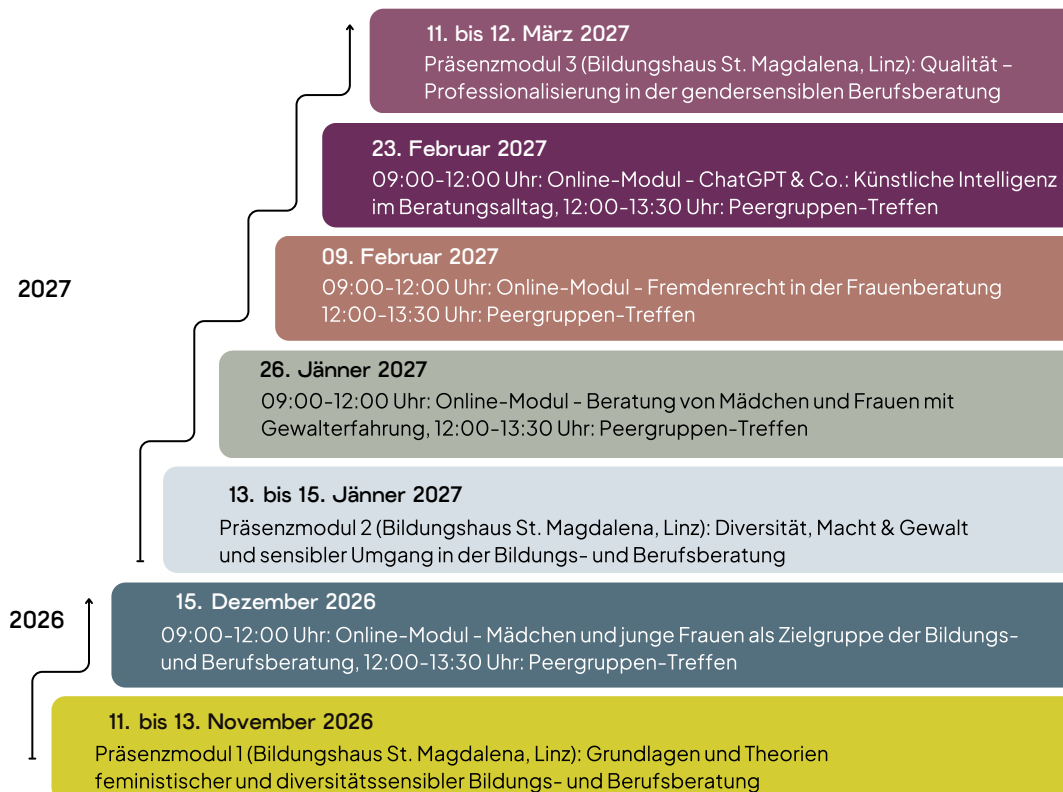 11. bis 12. März 2027
Präsenzmodul 3 (Bildungshaus St. Magdalena, Linz): Qualität –
Professionalisierung in der gendersensiblen Berufsberatung
23. Februar 2027
09:00-12:00 Uhr: Online-Modul - ChatGPT & Co.: Künstliche Intelligenz
im Beratungsalltag, 12:00-13:30 Uhr: Peergruppen-Treffen
2027
09. Februar 2027
09:00-12:00 Uhr: Online-Modul - Fremdenrecht in der Frauenberatung
12:00-13:30 Uhr: Peergruppen-Treffen
26. Jänner 2027
09:00-12:00 Uhr: Online-Modul - Beratung von Mädchen und Frauen mit
Gewalterfahrung, 12:00-13:30 Uhr: Peergruppen-Treffen
13. bis 15. Jänner 2027
Präsenzmodul 2 (Bildungshaus St. Magdalena, Linz): Diversität, Macht & Gewalt
und sensibler Umgang in der Bildungs- und Berufsberatung
2026
15. Dezember 2026
09:00-12:00 Uhr: Online-Modul - Mädchen und junge Frauen als Zielgruppe der Bildungs-
und Berufsberatung, 12:00-13:30 Uhr: Peergruppen-Treffen
11. bis 13. November 2026
Präsenzmodul 1 (Bildungshaus St. Magdalena, Linz): Grundlagen und Theorien
feministischer und diversitätssensibler Bildungs- und Berufsberatung